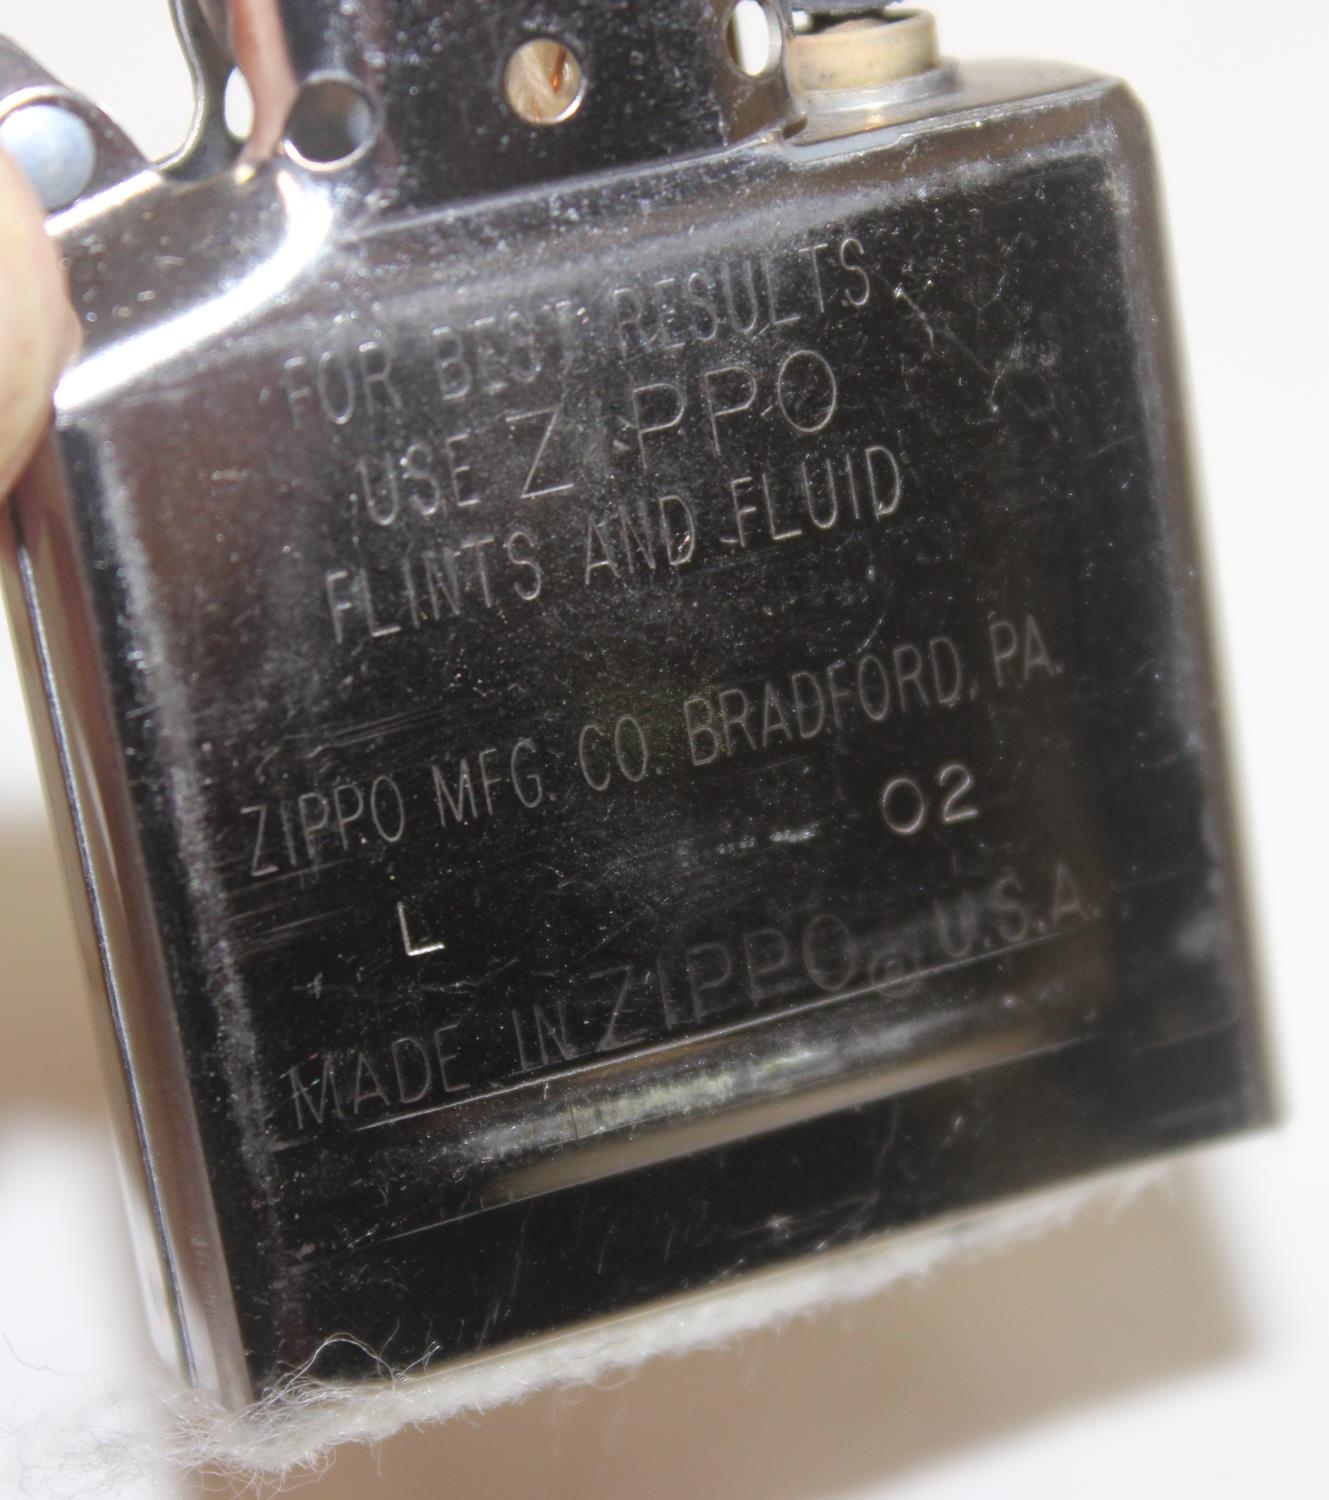 FOR BEST RESULTS
USE ZIPPO
FLINTS AND FLUID
ZIPPO MFG. CO. BRADFORD, PA.
L 02
MADE IN ZIPPO® U.S.A.